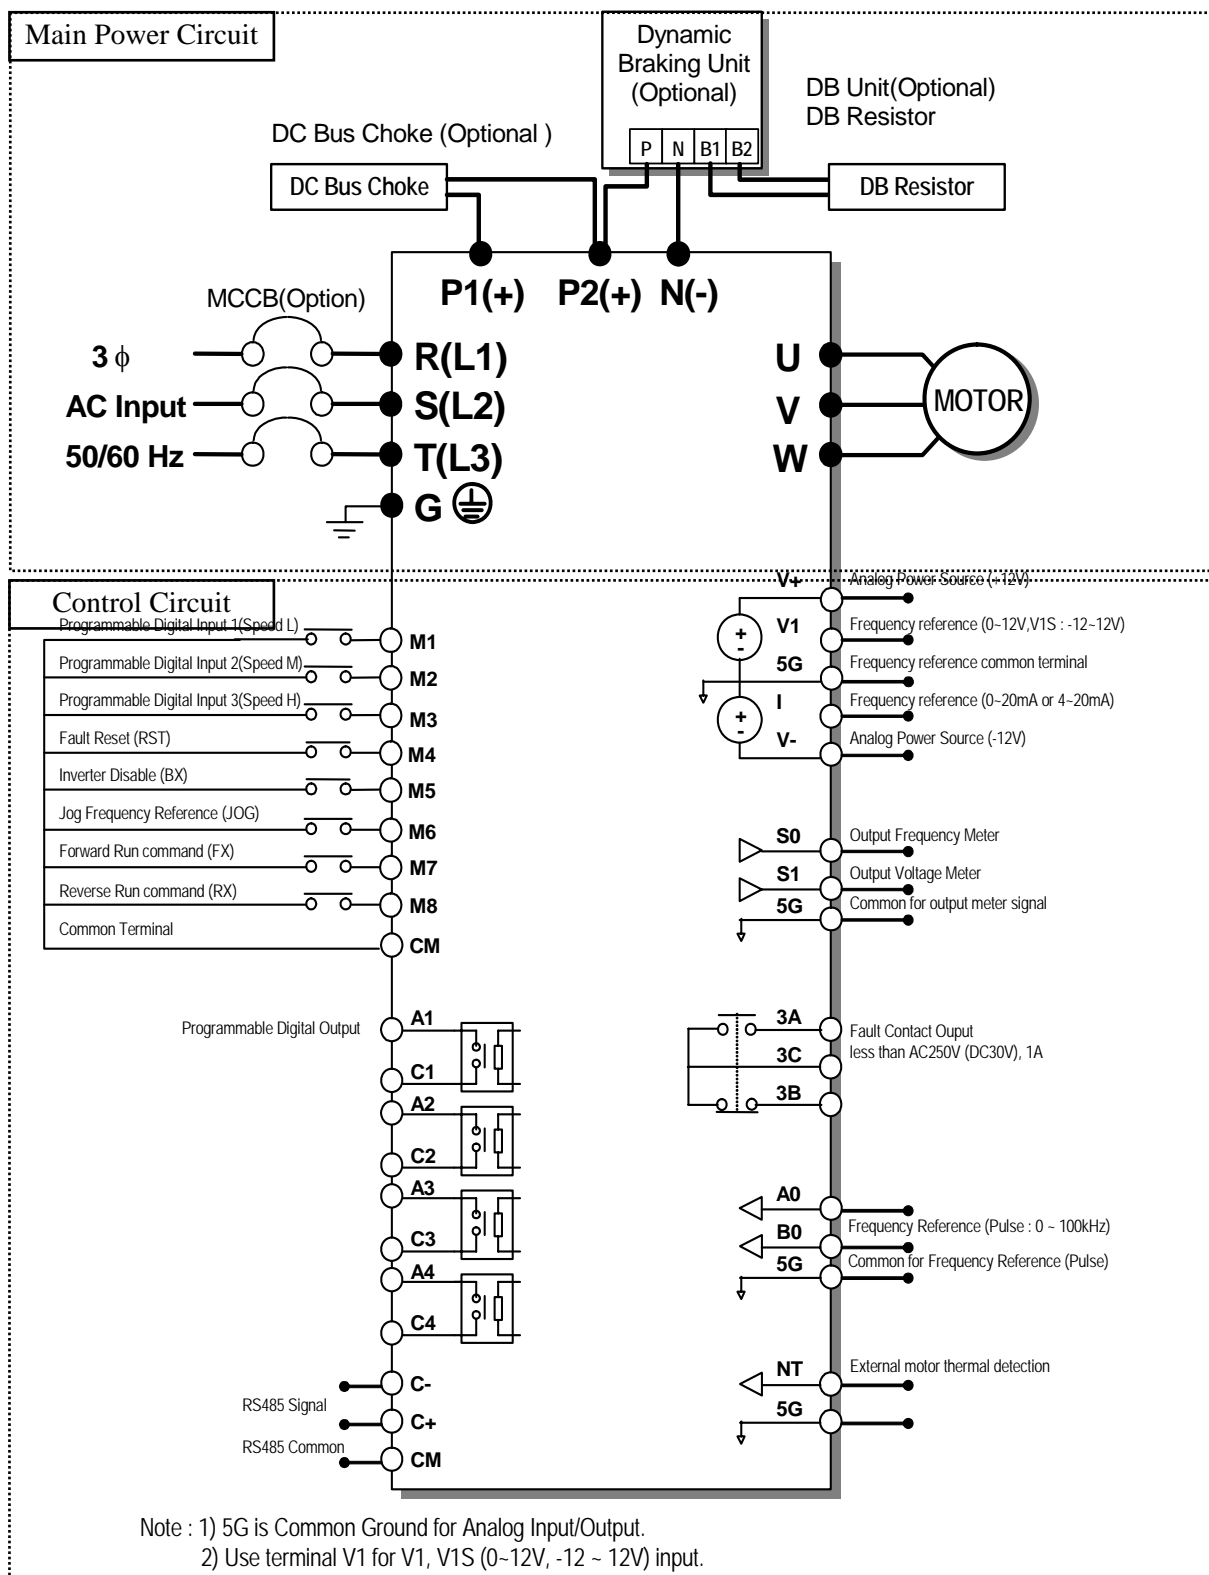 Main Power Circuit
Dynamic
Braking Unit
(Optional)
P N B1 B2
DB Unit(Optional)
DB Resistor
DC Bus Choke (Optional )
DC Bus Choke
DB Resistor
P1(+) P2(+) N(-)
MCCB(Option)
3 ϕ
AC Input
50/60 Hz
R(L1)
S(L2)
T(L3)
G
U
V
W
MOTOR
Control Circuit
Programmable Digital Input 1(Speed L)
M1
Programmable Digital Input 2(Speed M)
M2
Programmable Digital Input 3(Speed H)
M3
Fault Reset (RST)
M4
Inverter Disable (BX)
M5
Jog Frequency Reference (JOG)
M6
Forward Run command (FX)
M7
Reverse Run command (RX)
M8
Common Terminal
CM
V+ Analog Power Source (+12V)
+
-
V1 Frequency reference (0~12V,V1S : -12~12V)
5G Frequency reference common terminal
+
-
I Frequency reference (0~20mA or 4~20mA)
V- Analog Power Source (-12V)
S0 Output Frequency Meter
S1 Output Voltage Meter
5G Common for output meter signal
Programmable Digital Output
A1
C1
A2
C2
A3
C3
A4
C4
3A Fault Contact Ouput
less than AC250V (DC30V), 1A
3C
3B
A0
Frequency Reference (Pulse : 0 ~ 100kHz)
B0
5G Common for Frequency Reference (Pulse)
NT External motor thermal detection
5G
C-
RS485 Signal
C+
RS485 Common
CM
Note : 1) 5G is Common Ground for Analog Input/Output.
2) Use terminal V1 for V1, V1S (0~12V, -12 ~ 12V) input.